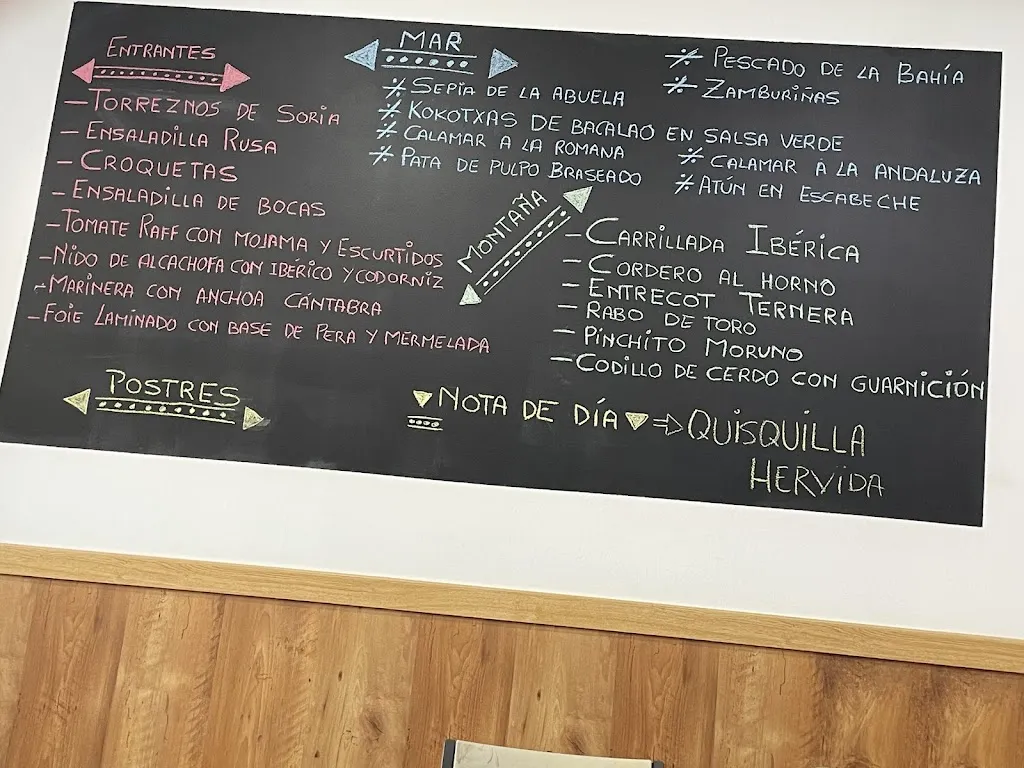 ENTRANTES
- TORREZNOS DE SORIA
- ENSALADILLA RUSA
- CROQUETAS
- ENSALADILLA DE BOCAS
- TOMATE RAFF CON MOJAMA Y ESCURTIDOS
- NIDO DE ALCACHOFA CON IBÉRICO Y CODORNIZ
- MARINERA CON ANCHOA CÁNTABRA
- FOIE LAMINADO CON BASE DE PERA Y MERMELADA
MAR
SEPIA DE LA ABUELA
KOKOTXAS DE BACALAO EN SALSA VERDE
CALAMAR A LA ROMANA
PATA DE PULPO BRASEADO
PESCADO DE LA BAHÍA
ZAMBURIÑAS
CALAMAR A LA ANDALUZA
ATÚN EN ESCABECHE
MONTAÑA
- CARRILLADA IBÉRICA
- CORDERO AL HORNO
- ENTRECOT TERNERA
- RABO DE TORO
- PINCHITO MORUNO
- CODILLO DE CERDO CON GUARNICIÓN
POSTRES
NOTA DE DÍA ⇒ QUISQUILLA
HERVIDA